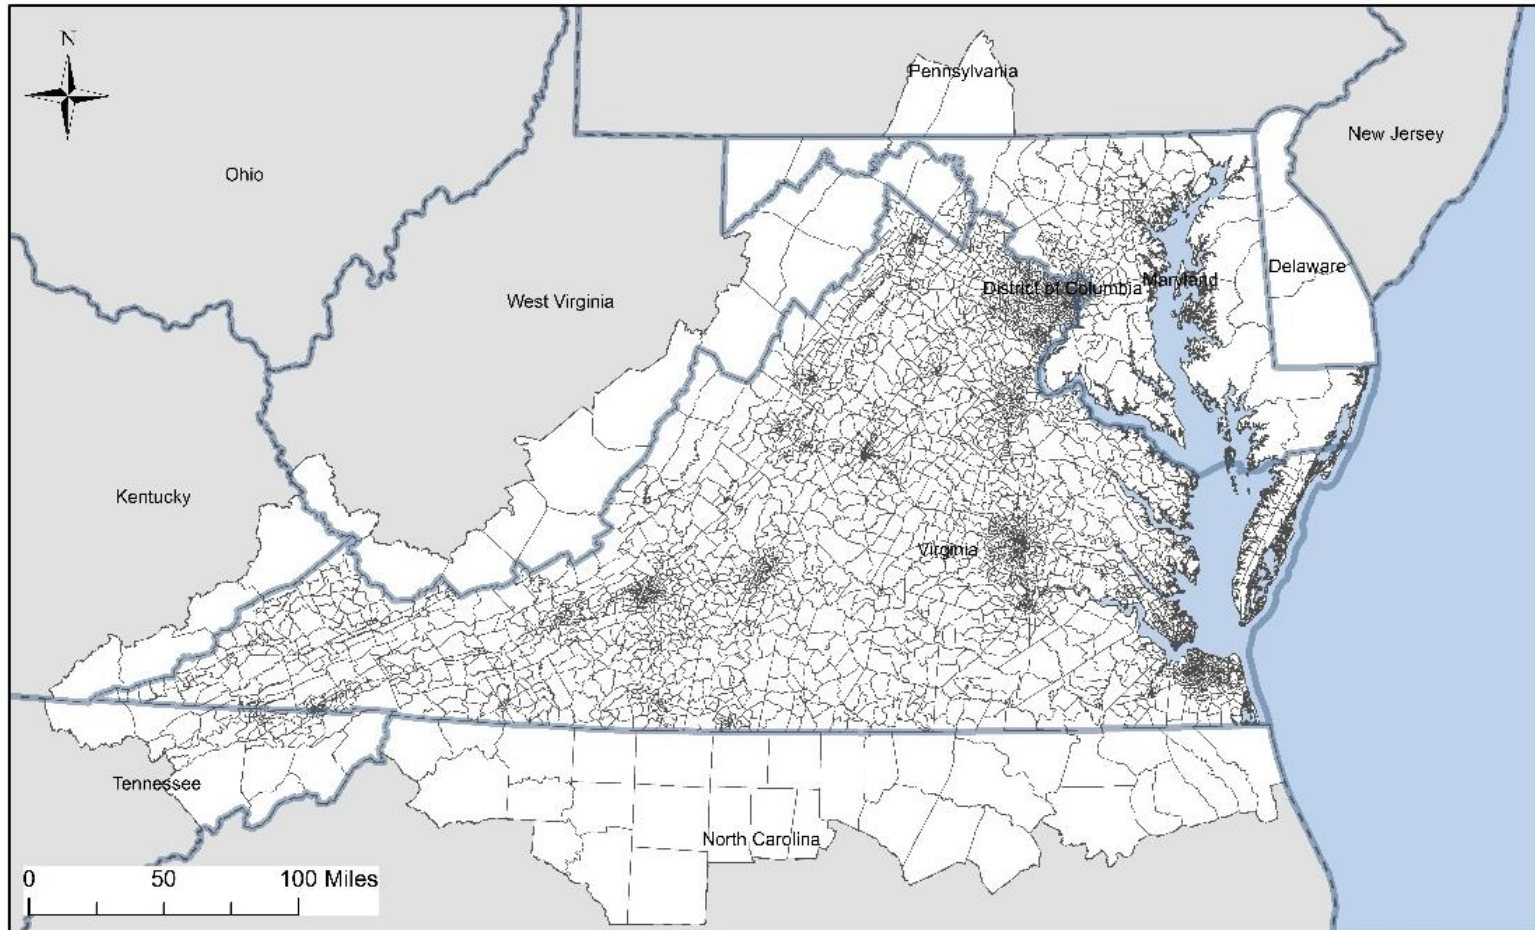 N
Pennsylvania
New Jersey
Ohio
Delaware
Maryland
District of Columbia
West Virginia
Kentucky
Virginia
Tennessee
North Carolina
0 50 100 Miles